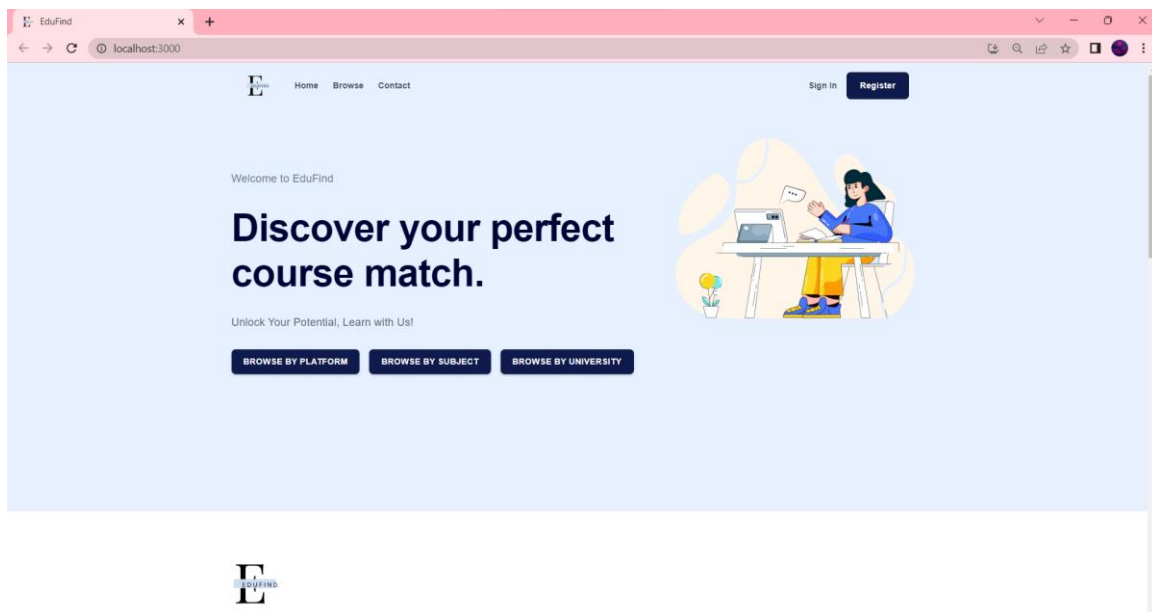 EduFind
localhost:3000
Home Browse Contact
Sign In Register
Welcome to EduFind
Discover your perfect
course match.
Unlock Your Potential, Learn with Us!
BROWSE BY PLATFORM BROWSE BY SUBJECT BROWSE BY UNIVERSITY
E
EDUFIND